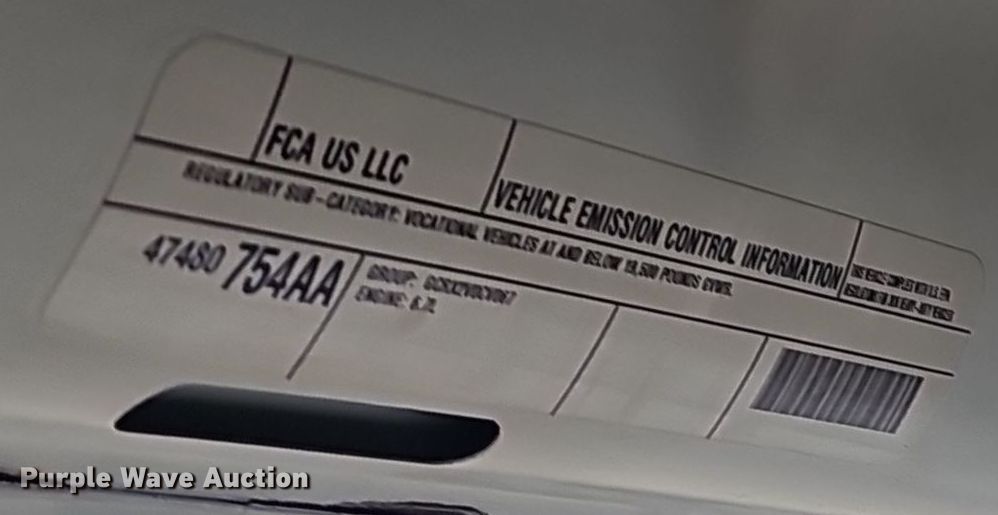 FCA US LLC
VEHICLE EMISSION CONTROL INFORMATION
REGULATORY SUB-CATEGORY: VOCATIONAL VEHICLES AT AND BELOW 19,500 POUNDS GVWR.
47480 754AA
GROUP:
ENGINE: 6.7L
Purple Wave Auction